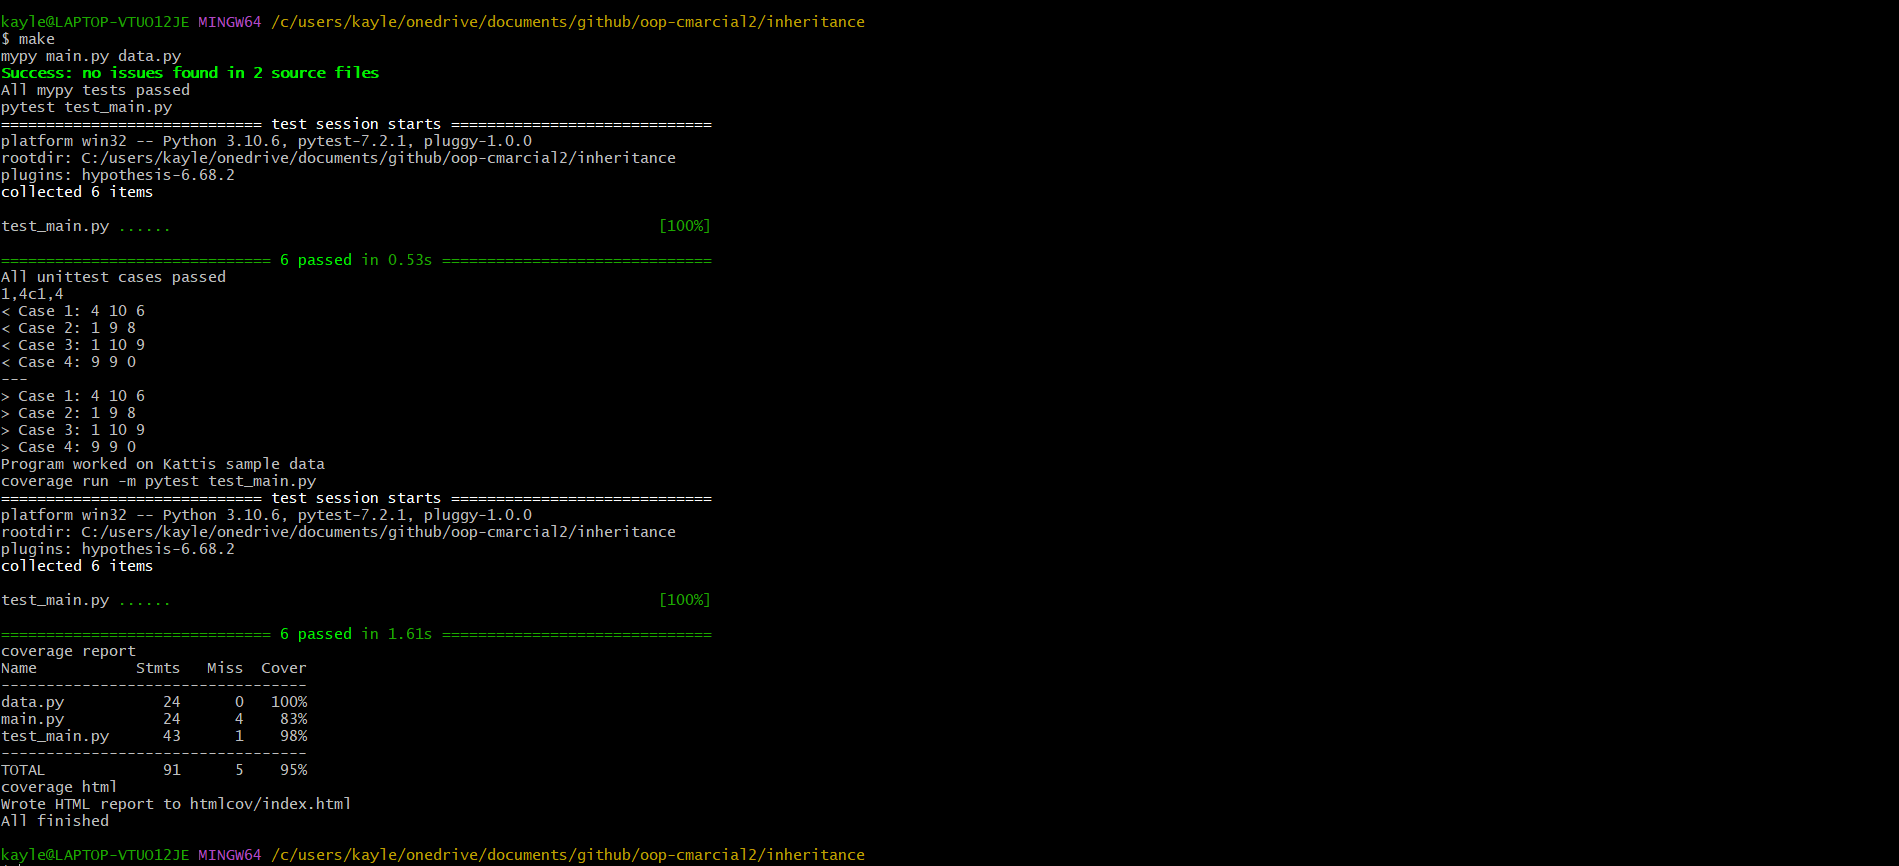 kayle@LAPTOP-VTUO12JE MINGW64 /c/users/kayle/onedrive/documents/github/oop-cmarcial2/inheritance
$ make
mypy main.py data.py
Success: no issues found in 2 source files
All mypy tests passed
pytest test_main.py
============================= test session starts =============================
platform win32 -- Python 3.10.6, pytest-7.2.1, pluggy-1.0.0
rootdir: C:/users/kayle/onedrive/documents/github/oop-cmarcial2/inheritance
plugins: hypothesis-6.68.2
collected 6 items
test_main.py ...... [100%]
============================== 6 passed in 0.53s ==============================
All unittest cases passed
1,4c1,4
< Case 1: 4 10 6
< Case 2: 1 9 8
< Case 3: 1 10 9
< Case 4: 9 9 0
---
> Case 1: 4 10 6
> Case 2: 1 9 8
> Case 3: 1 10 9
> Case 4: 9 9 0
Program worked on Kattis sample data
coverage run -m pytest test_main.py
============================= test session starts =============================
platform win32 -- Python 3.10.6, pytest-7.2.1, pluggy-1.0.0
rootdir: C:/users/kayle/onedrive/documents/github/oop-cmarcial2/inheritance
plugins: hypothesis-6.68.2
collected 6 items
test_main.py ...... [100%]
============================== 6 passed in 1.61s ==============================
coverage report
Name Stmts Miss Cover
----------------------------------
data.py 24 0 100%
main.py 24 4 83%
test_main.py 43 1 98%
----------------------------------
TOTAL 91 5 95%
coverage html
Wrote HTML report to htmlcov/index.html
All finished
kayle@LAPTOP-VTUO12JE MINGW64 /c/users/kayle/onedrive/documents/github/oop-cmarcial2/inheritance